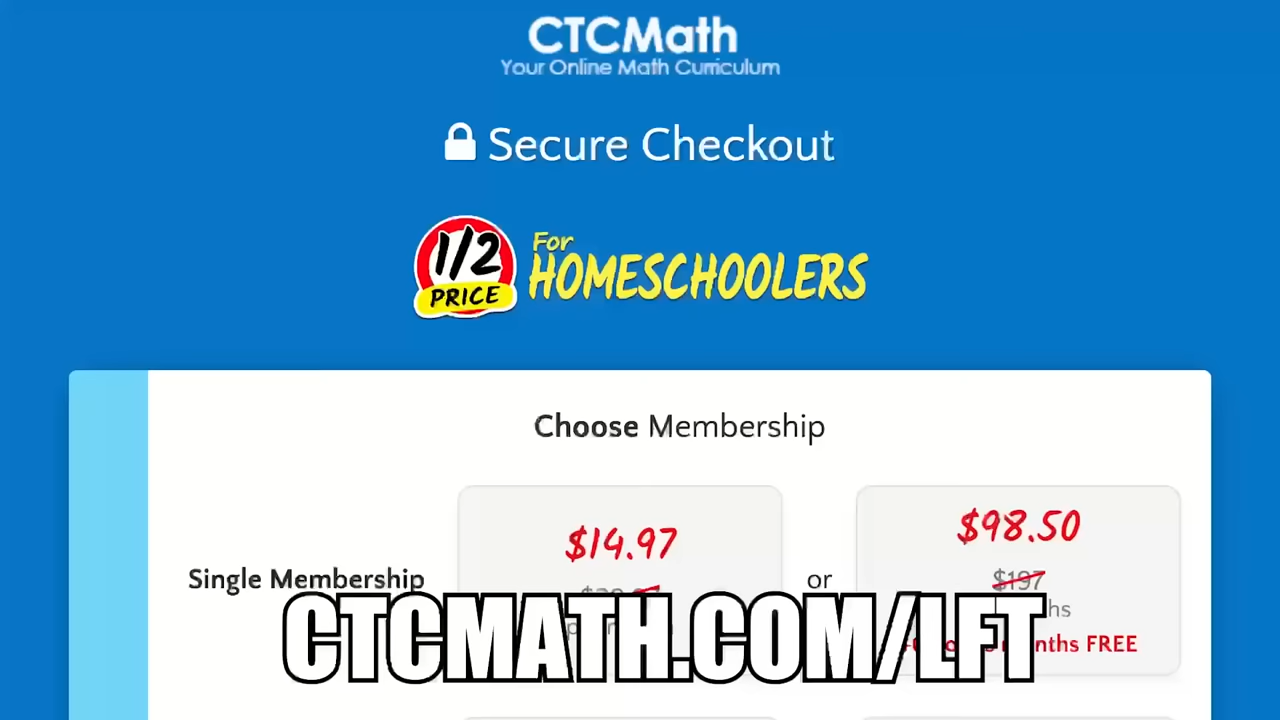 CTCMath
Your Online Math Curriculum
Secure Checkout
1/2
PRICE
For
HOMESCHOOLERS
Choose Membership
$14.97
$98.50
Single Membership
or
$197
CTCMATH.COM/LFT
FREE